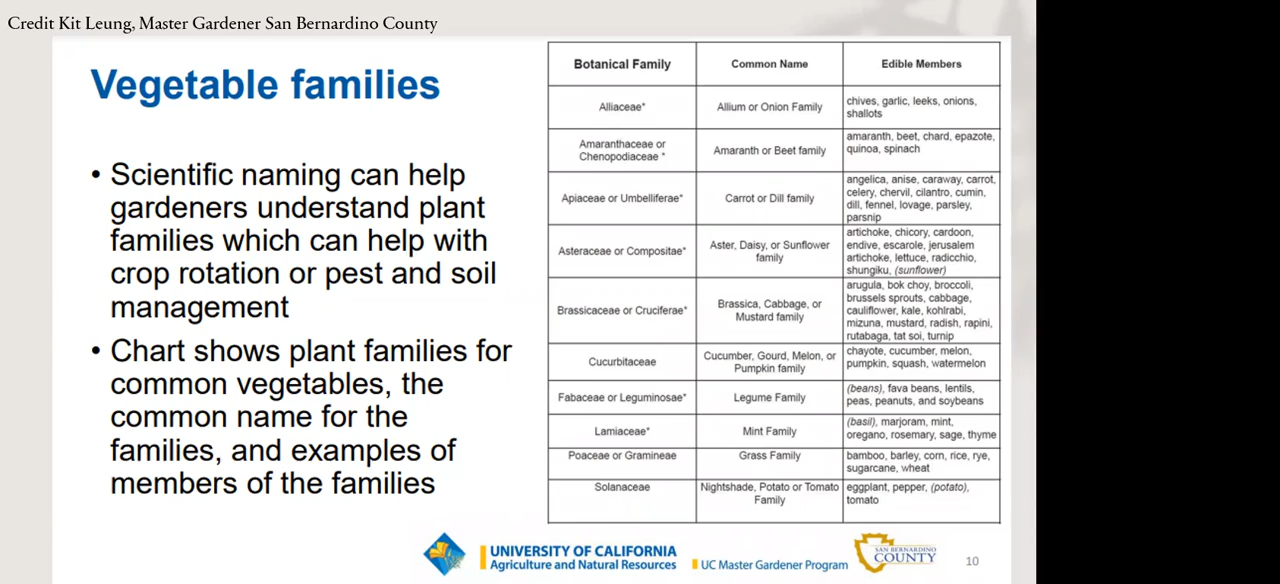 Credit Kit Leung, Master Gardener San Bernardino County
Vegetable families
• Scientific naming can help
gardeners understand plant
families which can help with
crop rotation or pest and soil
management
• Chart shows plant families for
common vegetables, the
common name for the
families, and examples of
members of the families
Botanical Family
Common Name
Edible Members
Alliaceae*
Allium or Onion Family
chives, garlic, leeks, onions,
shallots
Amaranthaceae or
Chenopodiaceae *
Amaranth or Beet family
amaranth, beet, chard, epazote,
quinoa, spinach
Apiaceae or Umbelliferae*
Carrot or Dill family
angelica, anise, caraway, carrot,
celery, chervil, cilantro, cumin,
dill, fennel, lovage, parsley,
parsnip
Asteraceae or Compositae*
Aster, Daisy, or Sunflower
family
artichoke, chicory, cardoon,
endive, escarole, jerusalem
artichoke, lettuce, radicchio,
shungiku, (sunflower)
Brassicaceae or Cruciferae*
Brassica, Cabbage, or
Mustard family
arugula, bok choy, broccoli,
brussels sprouts, cabbage,
cauliflower, kale, kohlrabi,
mizuna, mustard, radish, rapini,
rutabaga, tat soi, turnip
Cucurbitaceae
Cucumber, Gourd, Melon, or
Pumpkin family
chayote, cucumber, melon,
pumpkin, squash, watermelon
Fabaceae or Leguminosae*
Legume Family
(beans), fava beans, lentils,
peas, peanuts, and soybeans
Lamiaceae*
Mint Family
(basil), marjoram, mint,
oregano, rosemary, sage, thyme
Poaceae or Gramineae
Grass Family
bamboo, barley, corn, rice, rye,
sugarcane, wheat
Solanaceae
Nightshade, Potato or Tomato
Family
eggplant, pepper, (potato),
tomato
UNIVERSITY OF CALIFORNIA
Agriculture and Natural Resources
UC Master Gardener Program
SAN BERNARDINO
COUNTY
10